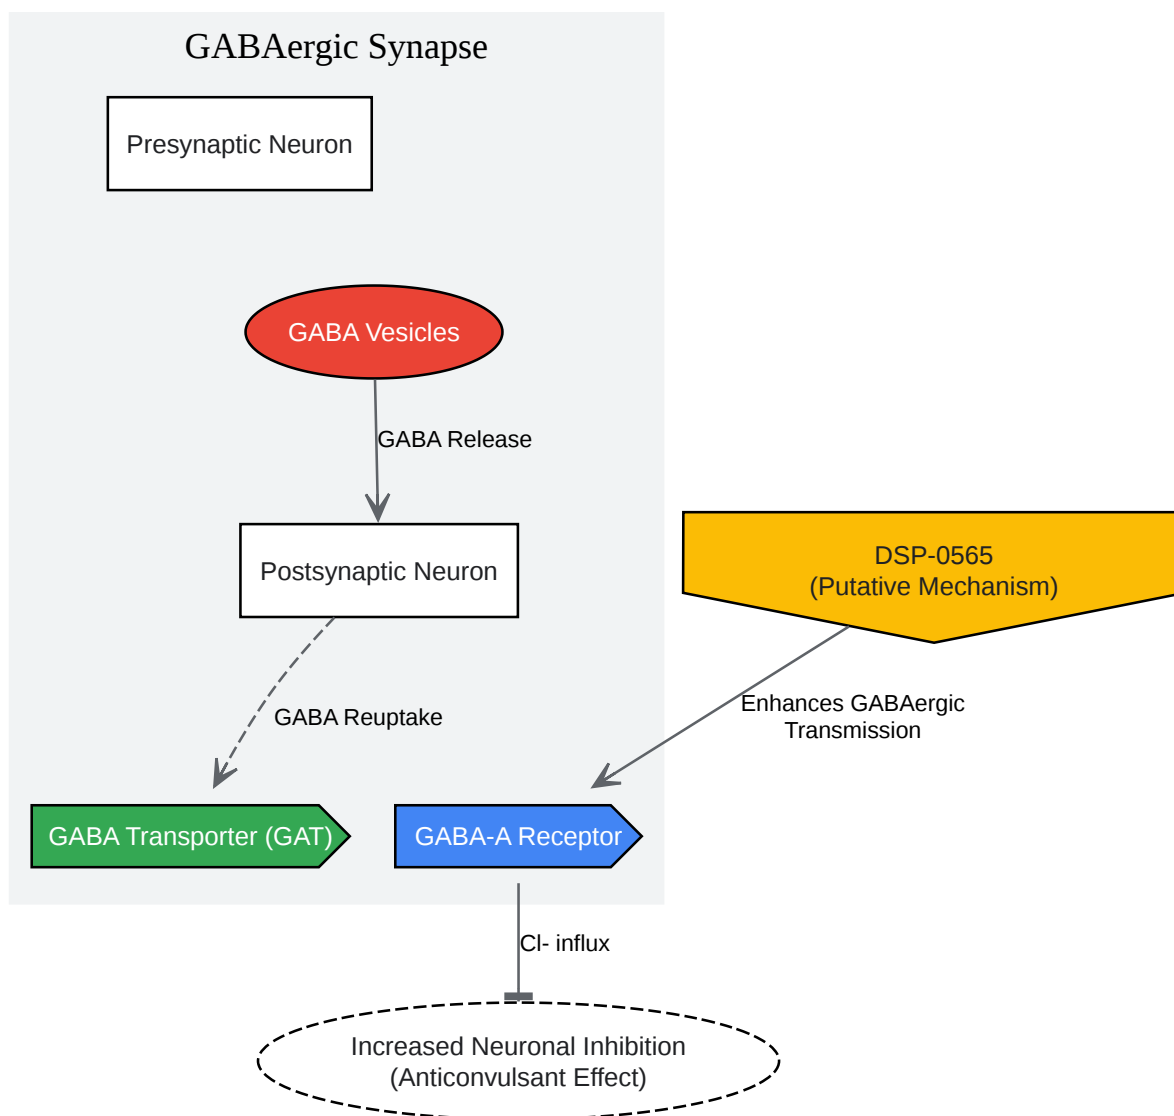 GABAergic Synapse
Presynaptic Neuron
GABA Vesicles
GABA Release
Postsynaptic Neuron
DSP-0565
(Putative Mechanism)
GABA Reuptake
Enhances GABAergic
Transmission
GABA Transporter (GAT)
GABA-A Receptor
Cl- influx
Increased Neuronal Inhibition
(Anticonvulsant Effect)